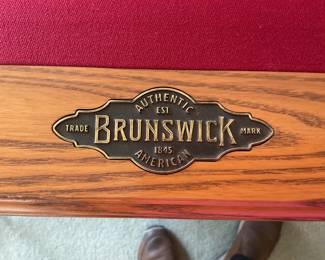 AUTHENTIC
EST
TRADE BRUNSWICK MARK
1845
AMERICAN